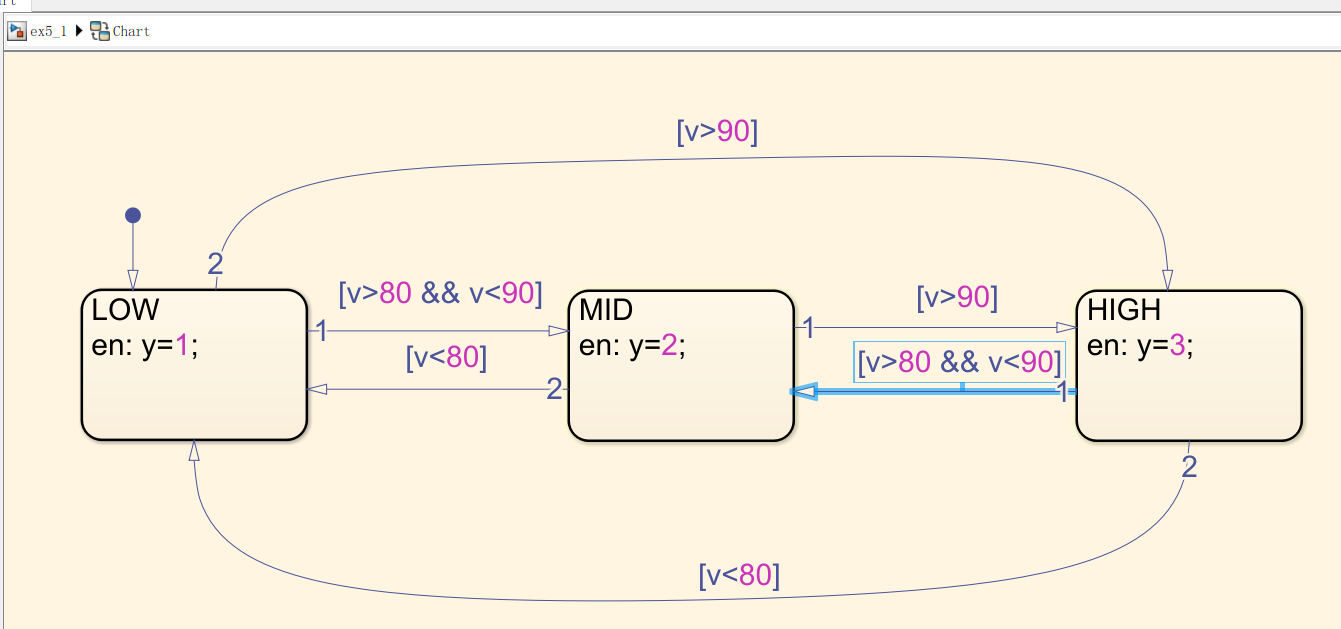 ex5_1 Chart
[v>90]
2
[v>80 && v<90]
1
[v<80]
2
LOW
en: y=1;
MID
en: y=2;
[v>90]
1
[v>80 && v<90]
1
HIGH
en: y=3;
2
[v<80]